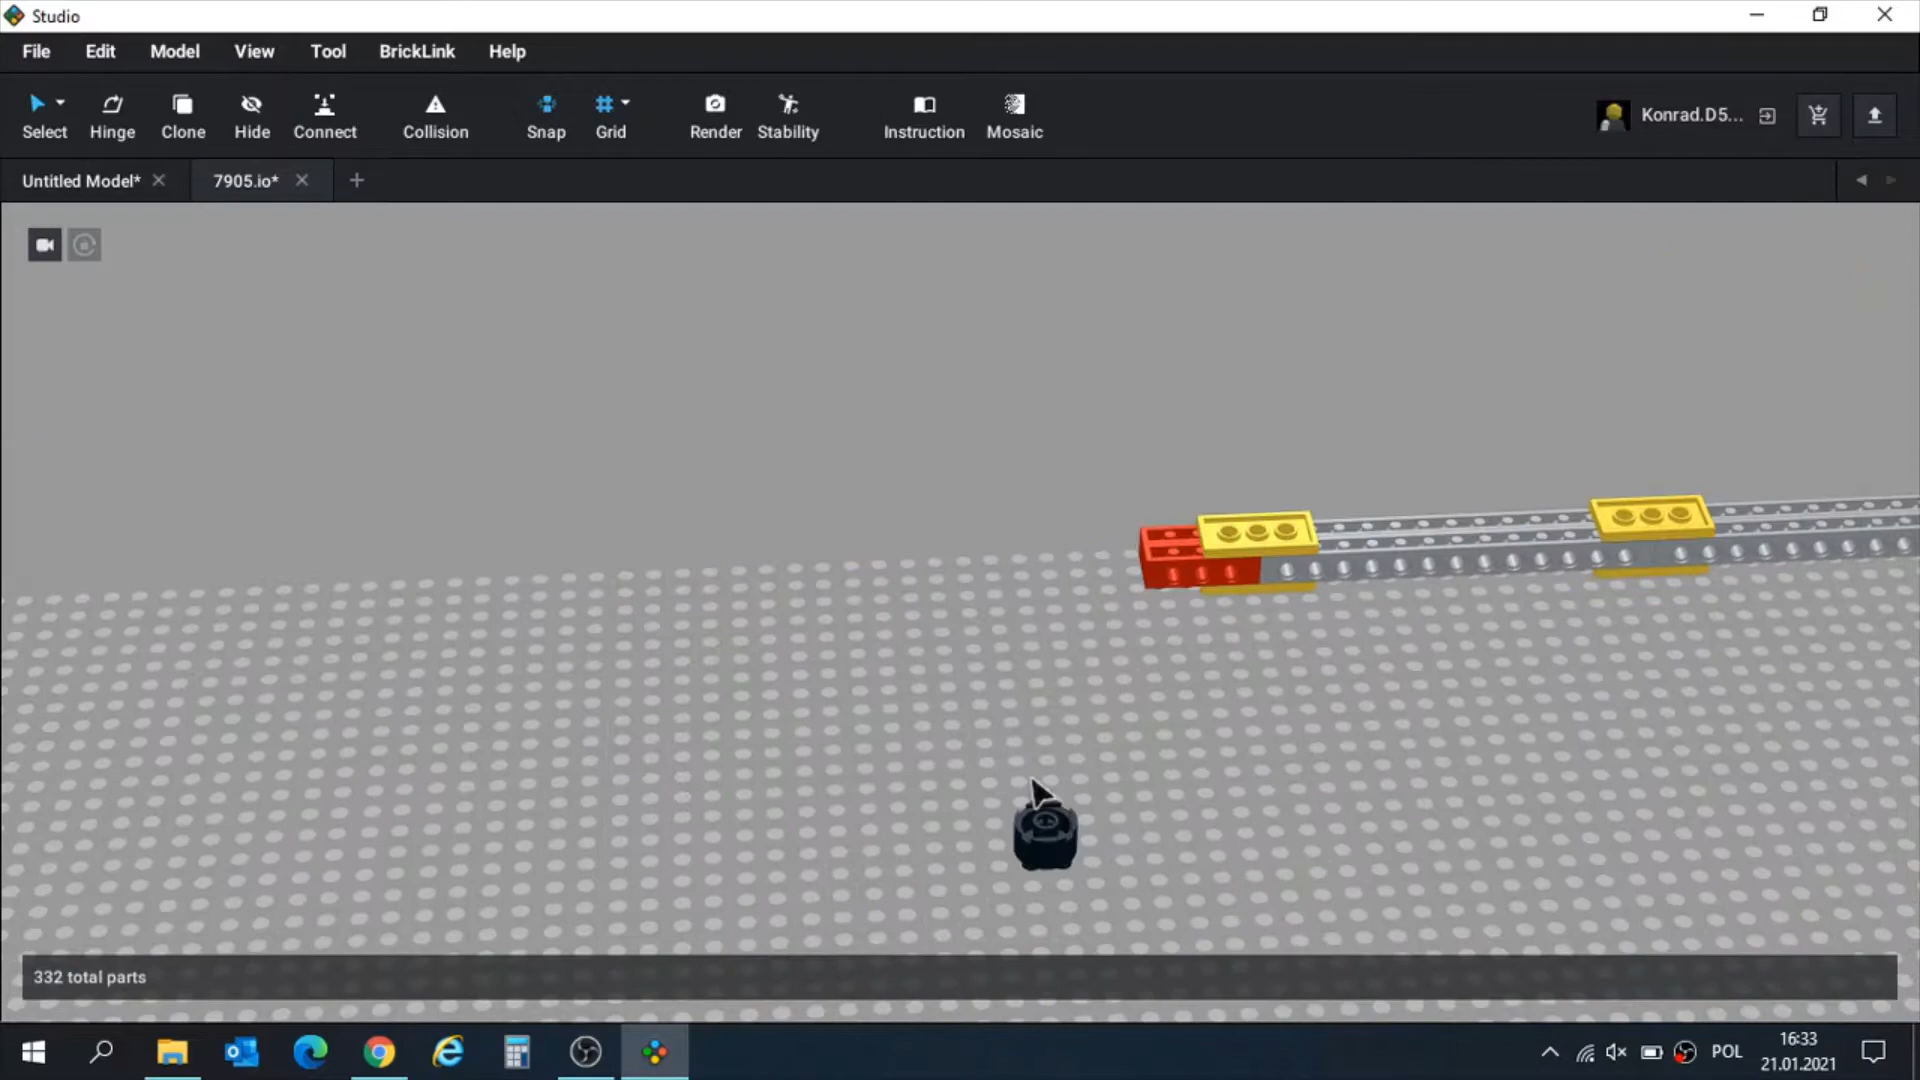 Studio
File Edit Model View Tool BrickLink Help
Select Hinge Clone Hide Connect Collision Snap Grid Render Stability Instruction Mosaic
Konrad.D5...
Untitled Model* 7905.io*
332 total parts
POL
16:33
21.01.2021